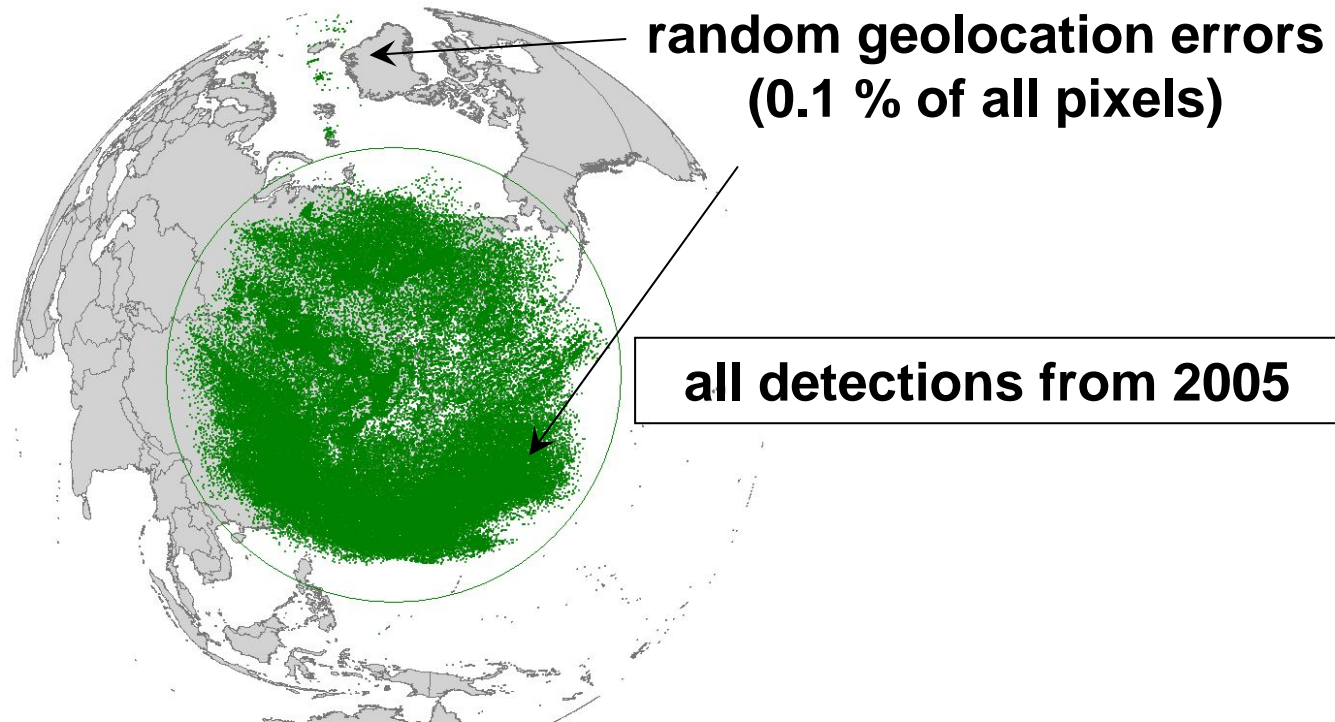 random geolocation errors
(0.1 % of all pixels)
all detections from 2005